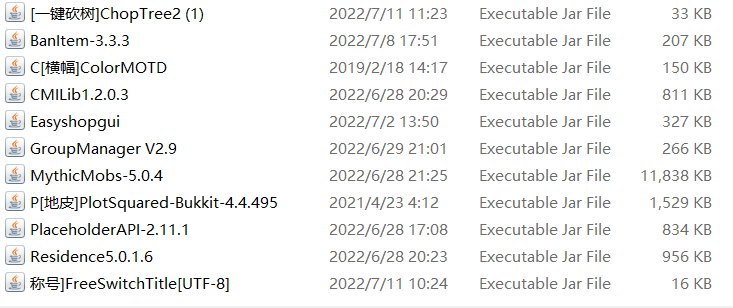 [一键砍树]ChopTree2 (1) 2022/7/11 11:23 Executable Jar File 33 KB
BanItem-3.3.3 2022/7/8 17:51 Executable Jar File 207 KB
C[横幅]ColorMOTD 2019/2/18 14:17 Executable Jar File 150 KB
CMILib1.2.0.3 2022/6/28 20:29 Executable Jar File 811 KB
Easyshopgui 2022/7/2 13:50 Executable Jar File 327 KB
GroupManager V2.9 2022/6/29 21:01 Executable Jar File 266 KB
MythicMobs-5.0.4 2022/6/28 21:25 Executable Jar File 11,838 KB
P[地皮]PlotSquared-Bukkit-4.4.495 2021/4/23 4:12 Executable Jar File 1,529 KB
PlaceholderAPI-2.11.1 2022/6/28 17:08 Executable Jar File 834 KB
Residence5.0.1.6 2022/6/28 20:23 Executable Jar File 956 KB
称号]FreeSwitchTitle[UTF-8] 2022/7/11 10:24 Executable Jar File 16 KB